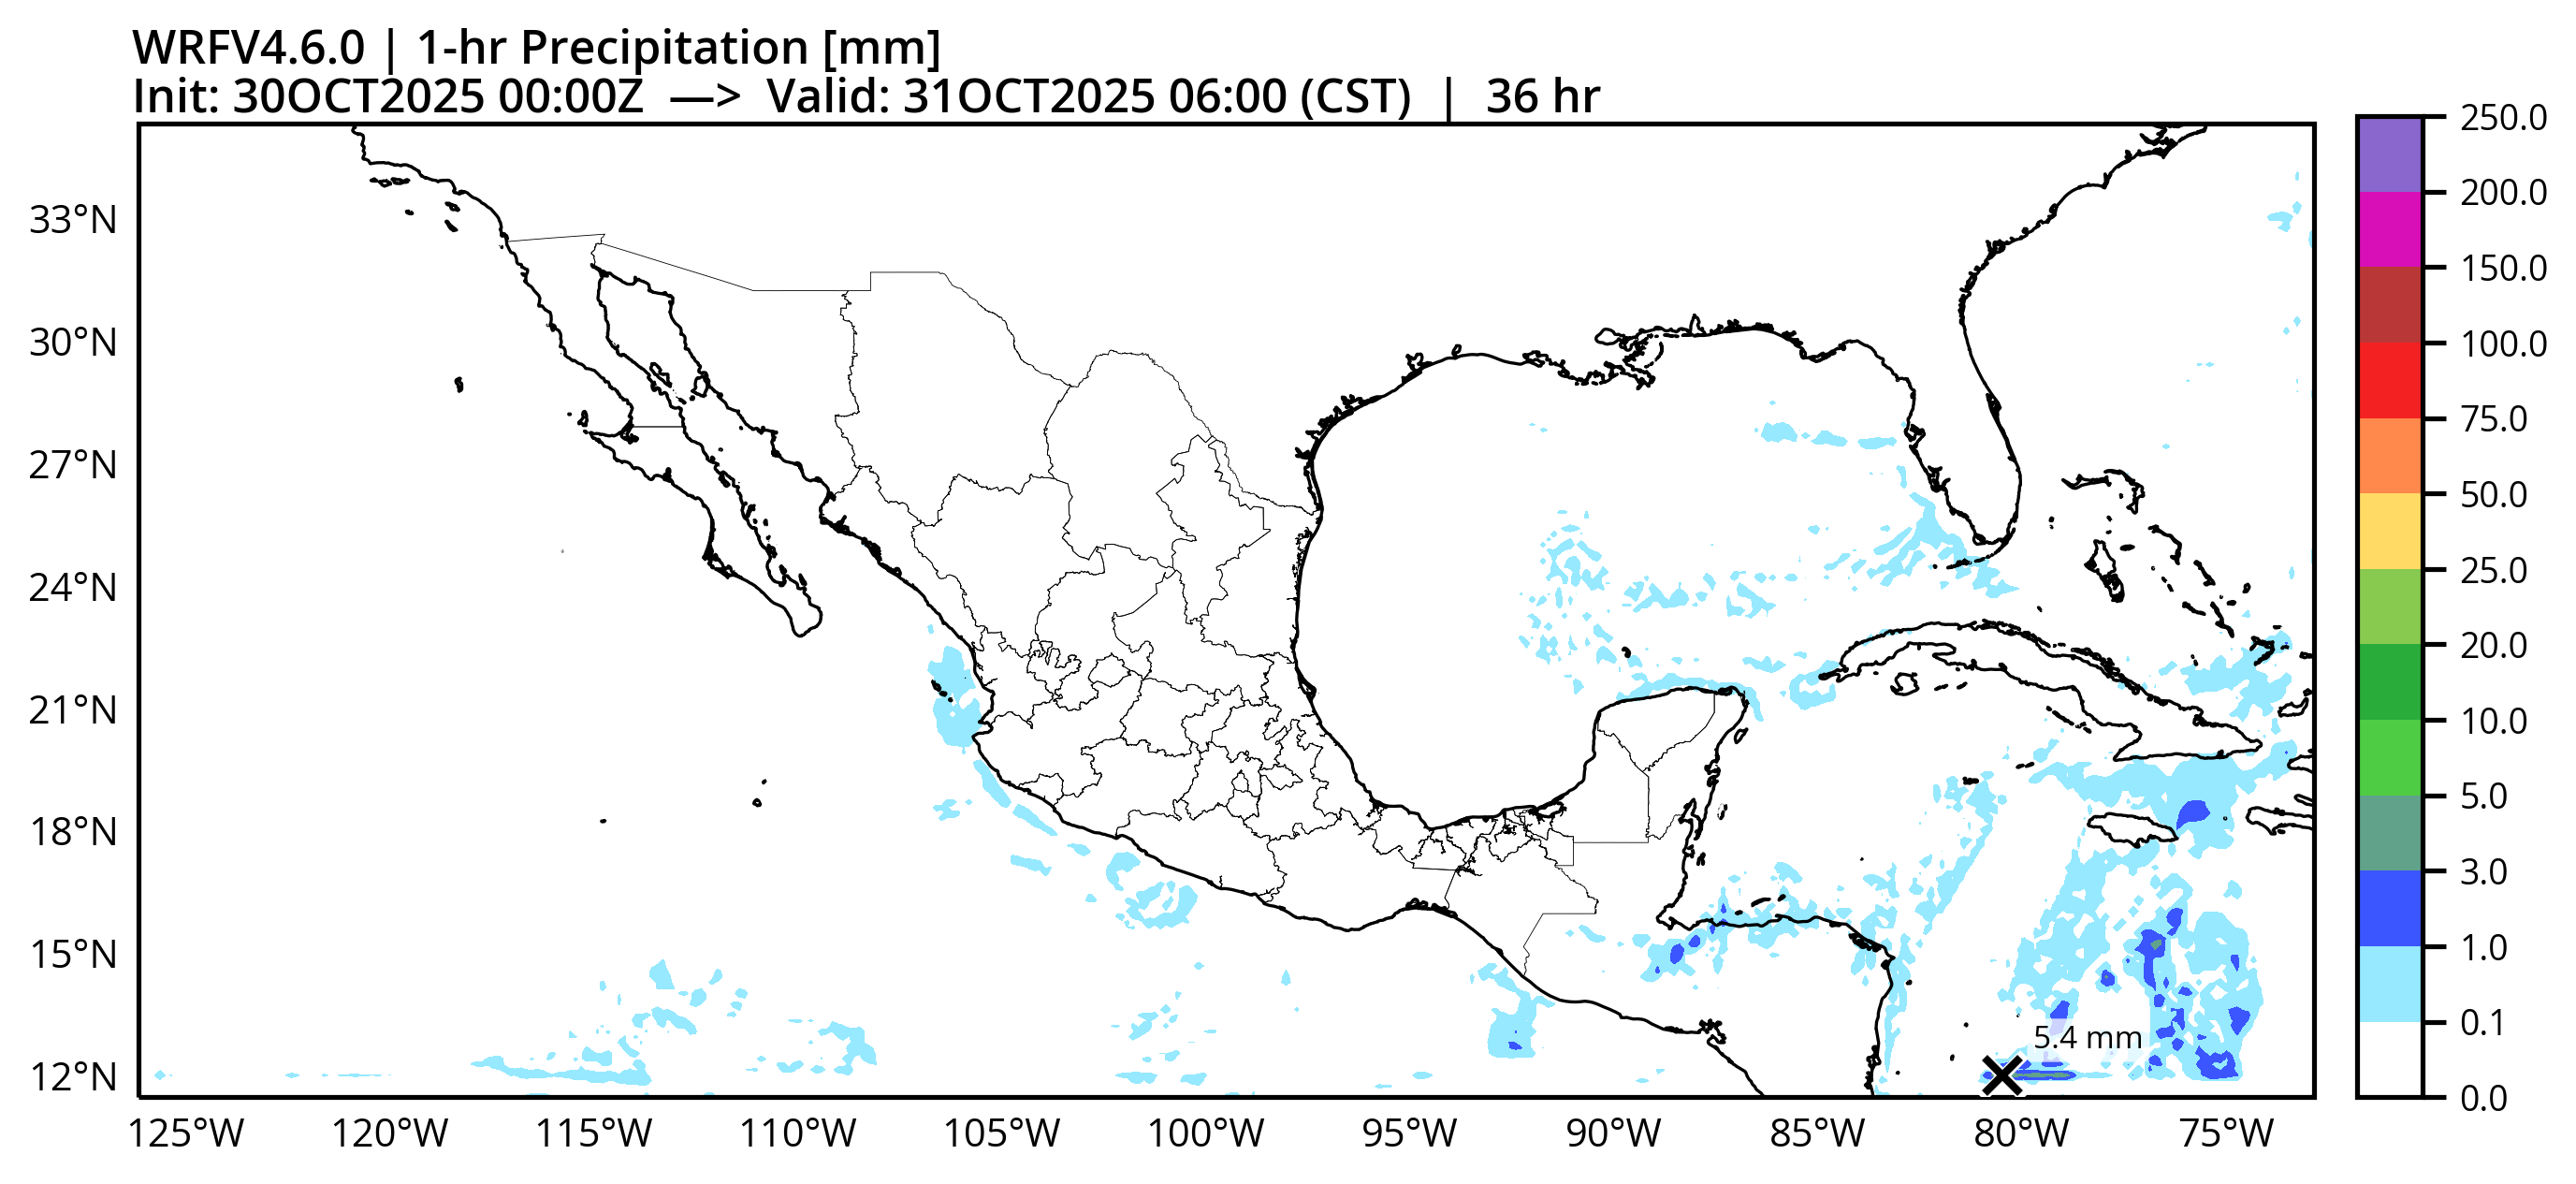 WRFV4.6.0 | 1-hr Precipitation [mm]
Init: 30OCT2025 00:00Z —> Valid: 31OCT2025 06:00 (CST) | 36 hr
33°N
30°N
27°N
24°N
21°N
18°N
15°N
12°N
125°W 120°W 115°W 110°W 105°W 100°W 95°W 90°W 85°W 80°W 75°W
5.4 mm
250.0
200.0
150.0
100.0
75.0
50.0
25.0
20.0
10.0
5.0
3.0
1.0
0.1
0.0